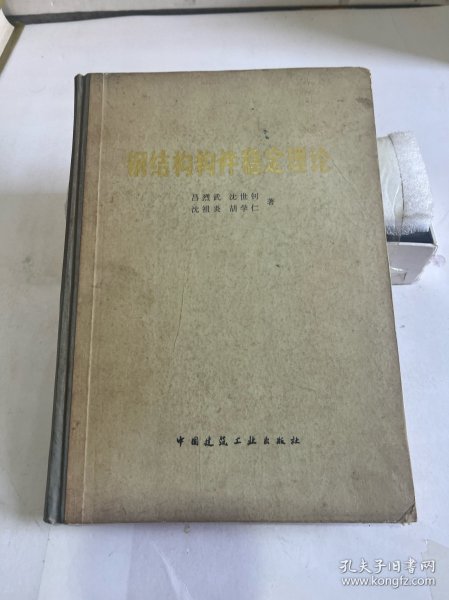 钢结构构件稳定理论
吕烈武 沈世钊
沈祖炎 胡学仁 著
中国建筑工业出版社
孔夫子旧书网
www.kongfz.com